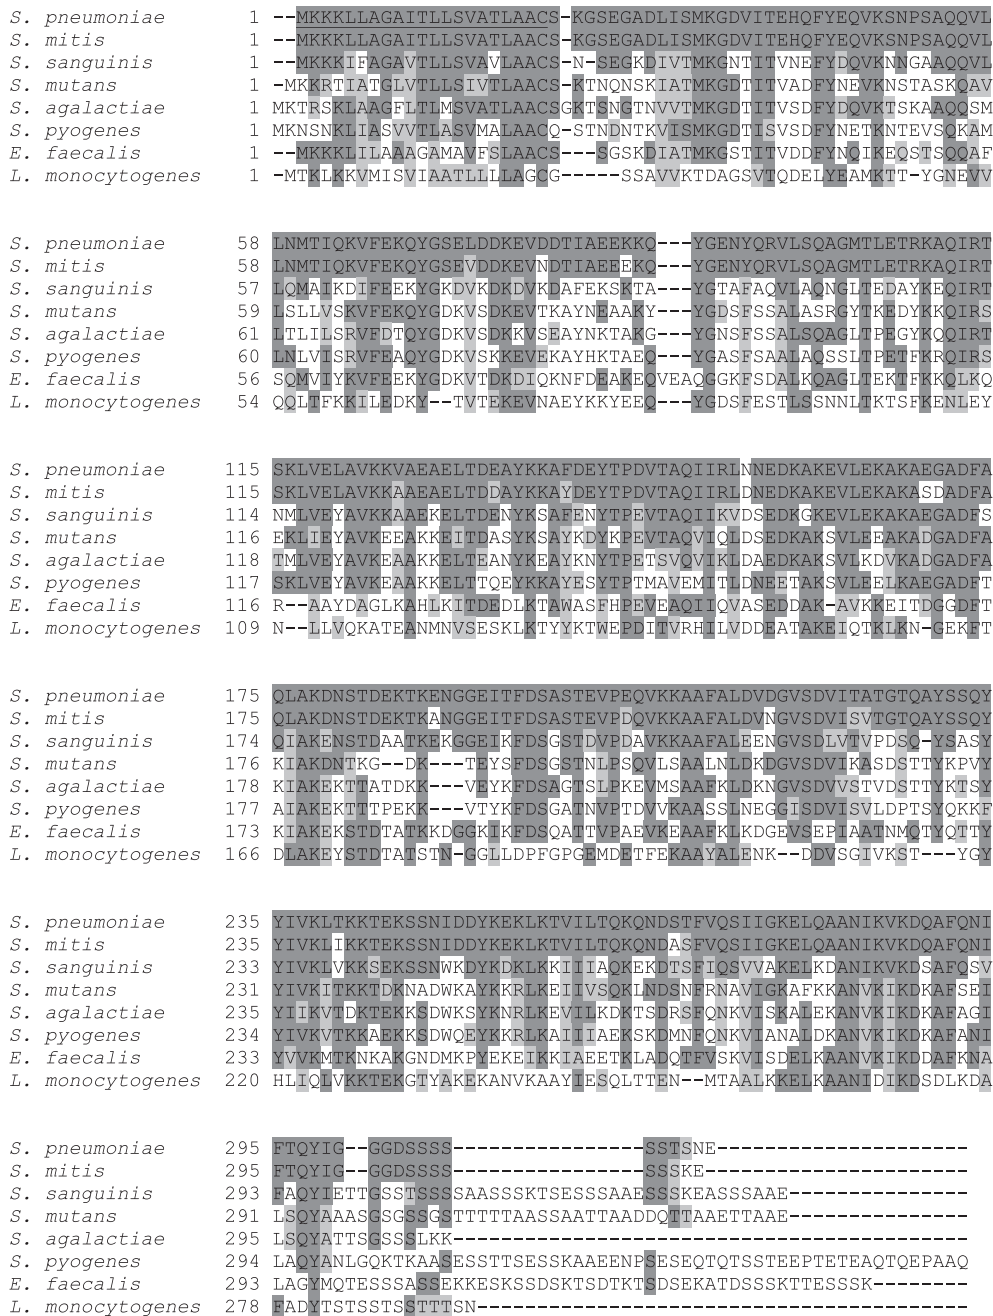 S. pneumoniae 1 --MKKKLLAGAITLLSVATLAACS-KGSEGADLISMKGDVITEHQFYEQVKSNPSAQQVL
S. mitis 1 --MKKKLLAGAITLLSVATLAACS-KGSEGADLISMKGDVITEHQFYEQVKSNPSAQQVL
S. sanguinis 1 --MKKKIFAGAVTLLSVAVLAACS-N-SEGKDIVTMKGNTITVNEFYDQVKNNGAAQQVL
S. mutans 1 -MKKRTIATGLVTLLSIVTLAACS-KTNQNSKIATMKGDTITVADFYNEVKNSTASKQAV
S. agalactiae 1 MKTRSKLAAGFLTLMSVATLAACSGKTSNGTNVVTMKGDTITVSDFYDQVKTSKAAQQSM
S. pyogenes 1 -MKNSNKLIASVVTLASVMALAACQ-STNDNTKVISMKGDTISVSDFYNETKNTEVSQKAM
E. faecalis 1 --MKKKLILAAAGAMAVFSLAACS---SGSKDIATMKGSTITVDDFYNQIKEQSTSQQAF
L. monocytogenes 1 -MTKLKKVMISVIAATLLLLAGCG-----SSAVVKTDAGSVTQDELYEAMKTT-YGNEVV
S. pneumoniae 58 LNMTIQKVFEKQYGSELDDKEVDDTIAEEKKQ---YGENYQRVLSQAGMTLETRKAQIRT
S. mitis 58 LNMTIQKVFEKQYGSEVDDKEVNDTIAEEEKQ---YGENYQRVLSQAGMTLETRKAQIRT
S. sanguinis 57 LQMAIKDIFEEKYGKDVKDKDVKDAFEKSKTA---YGTAFAQVLAQNGLTEDAYKEQIRT
S. mutans 59 LSLLVSKVFEKQYGDKVSDKEVTKAYNEAAKY---YGDSFSSALASRGYTKEDYKKQIRS
S. agalactiae 61 LTLILSRVFDTQYGDKVSDKKVSEAYNKTAKG---YGNSFSSALSQAGLTPEGYKQQIRT
S. pyogenes 60 LNLVISRVFEAQYGDKVSKKEVEKAYHKTAEQ---YGASFSAALAQSSLTPETFKRQIRS
E. faecalis 56 SQMVIYKVFEEKYGDKVTDKDIQKNFDEAKEQVEAQGGKFSDALKQAGLTEKTFKKQLKQ
L. monocytogenes 54 QQLTFKKILEDKY--TVTEKEVNAEYKKYEEQ---YGDSFESTLSSNNLTKTSFKENLEY
S. pneumoniae 115 SKLVELAVKKVAEAELTDEAYKKAFDEYTPDVTAQIIRLNNEDKAKEVLEKAKAEGADFA
S. mitis 115 SKLVELAVKKAAEAELTDDAYKKAYDEYTPDVTAQIIRLDNEDKAKEVLEKAKASDADFA
S. sanguinis 114 NMLVEYAVKKAAEKELTDENYKSAFENYTPDVTAQIIKVDSEDKGKEVLEKAKAEGADFS
S. mutans 116 EKLIEYAVKEEAKKEITDASYKSAYKDYKPEVTAQVIQLDSEDKAKSVLEEAKADGADFA
S. agalactiae 118 TMLVEYAVKEAAKKELTEANYKEAYKNYTPETSVQVIKLDAEDKAKSVLKDVKADGADFA
S. pyogenes 117 SKLVEYAVKEAAKKELTTQEYKKAYESYTPTMAVEMITLDNEETAKSVLEELKAEGADFT
E. faecalis 116 R--AAYDAGLKAHLKITDEDLKTAWASFHPEVEAQIIQVASEDDAK-AVKKEITDGGDFT
L. monocytogenes 109 N--LLVQKATEANMNVSESKLKTYYKTWEPDITVRHILVDDEATAKEIQTKLKN-GEKFT
S. pneumoniae 175 QLAKDNSTDEKTKENGGEITFDSASTEVPEQVKKAAFALDVDGVSDVITATGTQAYSSQY
S. mitis 175 QLAKDNSTDEKTKANGGEITFDSASTEVPDQVKKAAFALDVNGVSDVISVTGTQAYSSQY
S. sanguinis 174 QIAKENSTDAATKEKGGEIKFDSGSTDVPDAVKKAAFALEENGVSDLVTVPDSQ-YSASY
S. mutans 176 KIAKDNTKG--DK---TEYSFDSGSTNLPSQVLSAALNLDKDGVSDVIKASDSTTYKPVY
S. agalactiae 178 KIAKEKTTATDKK---VEYKFDSAGTSLPKEVMSAAFKLDKNGVSDVVSTVDSTTYKTSY
S. pyogenes 177 AIAKEKTTTPEKK---VTYKFDSGATNVPTDVVKAASSLNEGGISDVISVLDPTSYQKKF
E. faecalis 173 KIAKEKSTDTATKKDGGKIKFDSQATTVPAEVKEAAFKLKDGEVSEPIAATNMQTYQTTY
L. monocytogenes 166 DLAKEYSTDTATSTN-GGLLDPFGPGEMDETFEKAAYALENK--DDVSGIVKST---YGY
S. pneumoniae 235 YIVKLTKKTEKSSNIDDYKEKLKTVILTQKQNDSTFVQSIIGKELQAANIKVKDQAFQNI
S. mitis 235 YIVKLIKKTEKSSNIDDYKEKLKTVILTQKQNDASFVQSIIGKELQAANIKVKDQAFQNI
S. sanguinis 233 YIVKLVKKSEKSSNWKDYKDKLKKIIIAQKEKDTSFIQSVVAKELKDANIKVKDSAFQSV
S. mutans 231 YIVKITKKTDKNADWKAYKKRLKEIIVSQKLNDSNFRNAVIGKAFKKANVKIKDKAFSEI
S. agalactiae 235 YIIKVTDKTEKKSDWKSYKNRLKEVILKDKTSDRSFQNKVISKALEKANVKIKDKAFAGI
S. pyogenes 234 YIVKVTKKAEKKSDWQEYKKRLKAIIIAEKSKDMNFQNKVIANALDKANVKIKDKAFANI
E. faecalis 233 YVVKMTKNKAKGNDMKPYEKEIKKIAEETKLADQTFVSKVISDELKAANVKIKDDAFKNA
L. monocytogenes 220 HLIQLVKKTEKGTYAKEKANVKAAYIESQLTTEN--MTAALKKELKAANIDIKDSDLKDA
S. pneumoniae 295 FTQYIG--GGDSSSSS----------------SSTSNE---------------------
S. mitis 295 FTQYIG--GGDSSSSS----------------SSSKE----------------------
S. sanguinis 293 FAQYIETTGSSTSSSSAASSSKTSESSSAAESSSKEASSSAAE---------------
S. mutans 291 LSQYAAASGSGSSGSTTTTTAASSAATTAADDQTTAAETTAAE---------------
S. agalactiae 295 LSQYATTSGSSSLKK-------------------------------------------
S. pyogenes 294 LAQYANLGQKTKAASESSTTSESSKAAEENPSESEQTQTSSTEEPTETEAQTQEPAAQ
E. faecalis 293 LAGYMQTESSSASSEKKESKSSDSKTSDTKTSDSEKATDSSSKTTESSSK--------
L. monocytogenes 278 FADYTSTSSTSSTTTSN-----------------------------------------